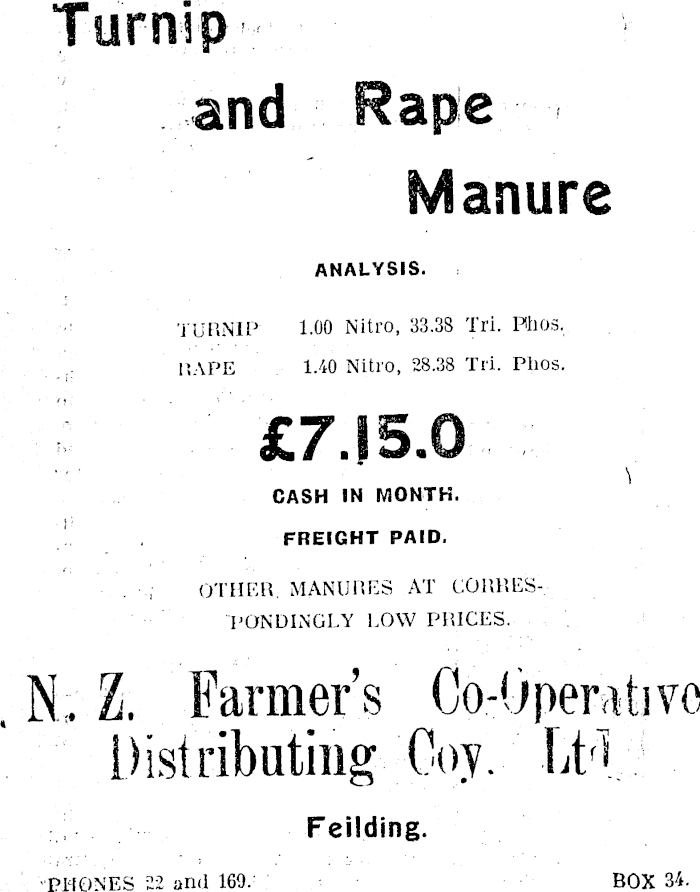 Turnip
and Rape
Manure
ANALYSIS.
TURNIP 1.00 Nitro, 33.38 Tri. Phos.
RAPE 1.40 Nitro, 28.38 Tri. Phos.
£7.15.0
CASH IN MONTH.
FREIGHT PAID.
OTHER MANURES AT CORRES-
PONDINGLY LOW PRICES.
N. Z. Farmer's Co-Operative
Distributing Coy. Ltd
Feilding.
PHONES 22 and 169. BOX 34.